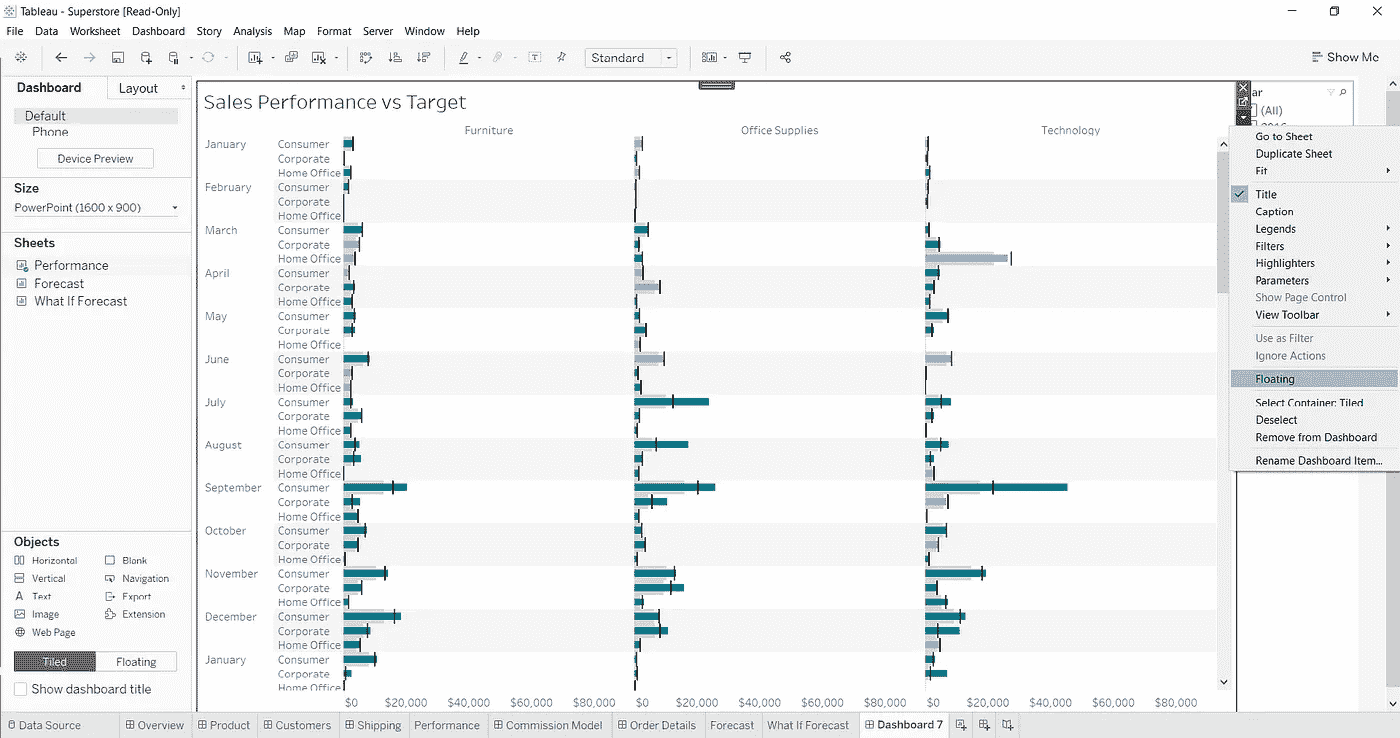 Tableau - Superstore [Read-Only]
File Data Worksheet Dashboard Story Analysis Map Format Server Window Help
Standard
Show Me
Dashboard Layout
Default
Phone
Device Preview
Size
PowerPoint (1600 x 900)
Sheets
Performance
Forecast
What If Forecast
Objects
Horizontal Blank
Vertical Navigation
A Text Export
Image Extension
Web Page
Tiled Floating
Show dashboard title
Sales Performance vs Target
Furniture Office Supplies Technology
January Consumer
Corporate
Home Office
February Consumer
Corporate
Home Office
March Consumer
Corporate
Home Office
April Consumer
Corporate
Home Office
May Consumer
Corporate
Home Office
June Consumer
Corporate
Home Office
July Consumer
Corporate
Home Office
August Consumer
Corporate
Home Office
September Consumer
Corporate
Home Office
October Consumer
Corporate
Home Office
November Consumer
Corporate
Home Office
December Consumer
Corporate
Home Office
January Consumer
Corporate
Home Office
$0 $20,000 $40,000 $60,000 $80,000 $0 $20,000 $40,000 $60,000 $80,000 $0 $20,000 $40,000 $60,000 $80,000
ar
(All)
Go to Sheet
Duplicate Sheet
Fit
Title
Caption
Legends
Filters
Highlighters
Parameters
Show Page Control
View Toolbar
Use as Filter
Ignore Actions
Floating
Select Container: Tiled
Deselect
Remove from Dashboard
Rename Dashboard Item...
Data Source Overview Product Customers Shipping Performance Commission Model Order Details Forecast What If Forecast Dashboard 7